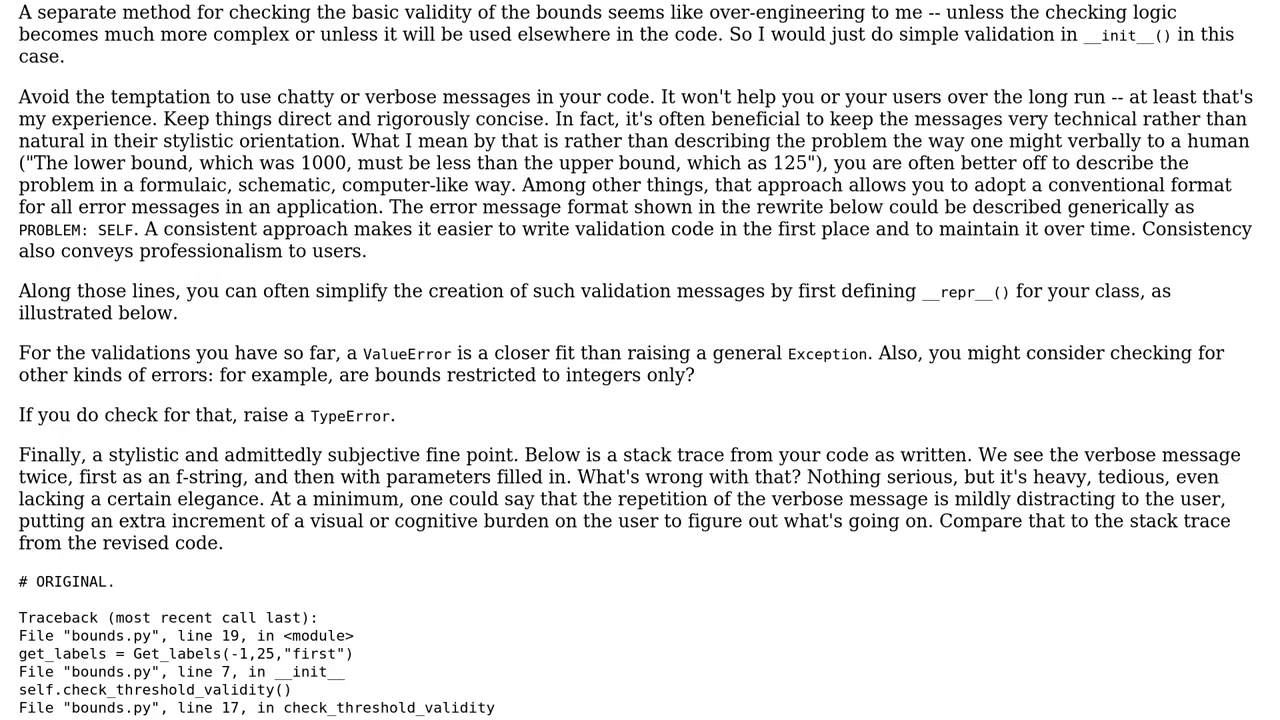 A separate method for checking the basic validity of the bounds seems like over-engineering to me -- unless the checking logic
becomes much more complex or unless it will be used elsewhere in the code. So I would just do simple validation in __init__() in this
case.
Avoid the temptation to use chatty or verbose messages in your code. It won't help you or your users over the long run -- at least that's
my experience. Keep things direct and rigorously concise. In fact, it's often beneficial to keep the messages very technical rather than
natural in their stylistic orientation. What I mean by that is rather than describing the problem the way one might verbally to a human
("The lower bound, which was 1000, must be less than the upper bound, which as 125"), you are often better off to describe the
problem in a formulaic, schematic, computer-like way. Among other things, that approach allows you to adopt a conventional format
for all error messages in an application. The error message format shown in the rewrite below could be described generically as
PROBLEM: SELF. A consistent approach makes it easier to write validation code in the first place and to maintain it over time. Consistency
also conveys professionalism to users.
Along those lines, you can often simplify the creation of such validation messages by first defining __repr__() for your class, as
illustrated below.
For the validations you have so far, a ValueError is a closer fit than raising a general Exception. Also, you might consider checking for
other kinds of errors: for example, are bounds restricted to integers only?
If you do check for that, raise a TypeError.
Finally, a stylistic and admittedly subjective fine point. Below is a stack trace from your code as written. We see the verbose message
twice, first as an f-string, and then with parameters filled in. What's wrong with that? Nothing serious, but it's heavy, tedious, even
lacking a certain elegance. At a minimum, one could say that the repetition of the verbose message is mildly distracting to the user,
putting an extra increment of a visual or cognitive burden on the user to figure out what's going on. Compare that to the stack trace
from the revised code.
# ORIGINAL.
Traceback (most recent call last):
File "bounds.py", line 19, in <module>
get_labels = Get_labels(-1,25,"first")
File "bounds.py", line 7, in __init__
self.check_threshold_validity()
File "bounds.py", line 17, in check_threshold_validity